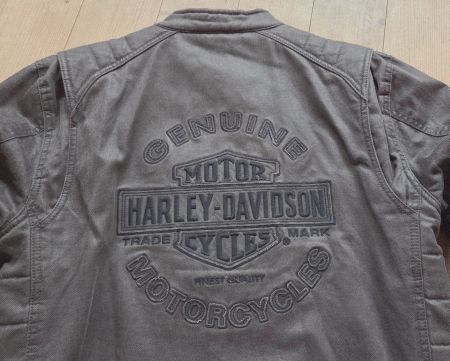 GENUINE
MOTOR
HARLEY-DAVIDSON
TRADE MARK
CYCLES®
FINEST QUALITY
MOTORCYCLES